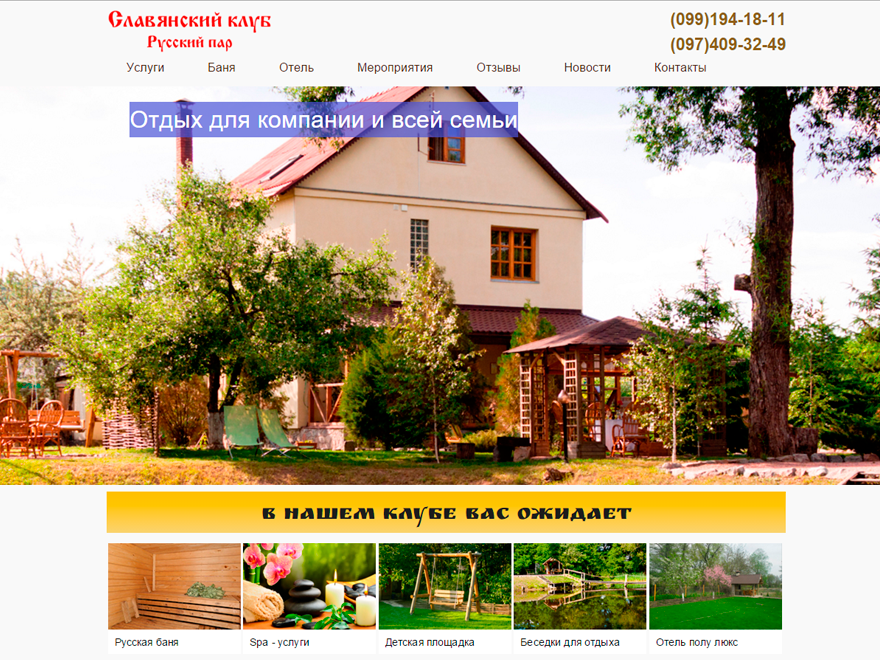 Славянский клуб
Русский пар
(099)194-18-11
(097)409-32-49
Услуги Баня Отель Мероприятия Отзывы Новости Контакты
Отдых для компании и всей семьи
в нашем клубе вас ожидает
Русская баня Spa - услуги Детская площадка Беседки для отдыха Отель полу люкс